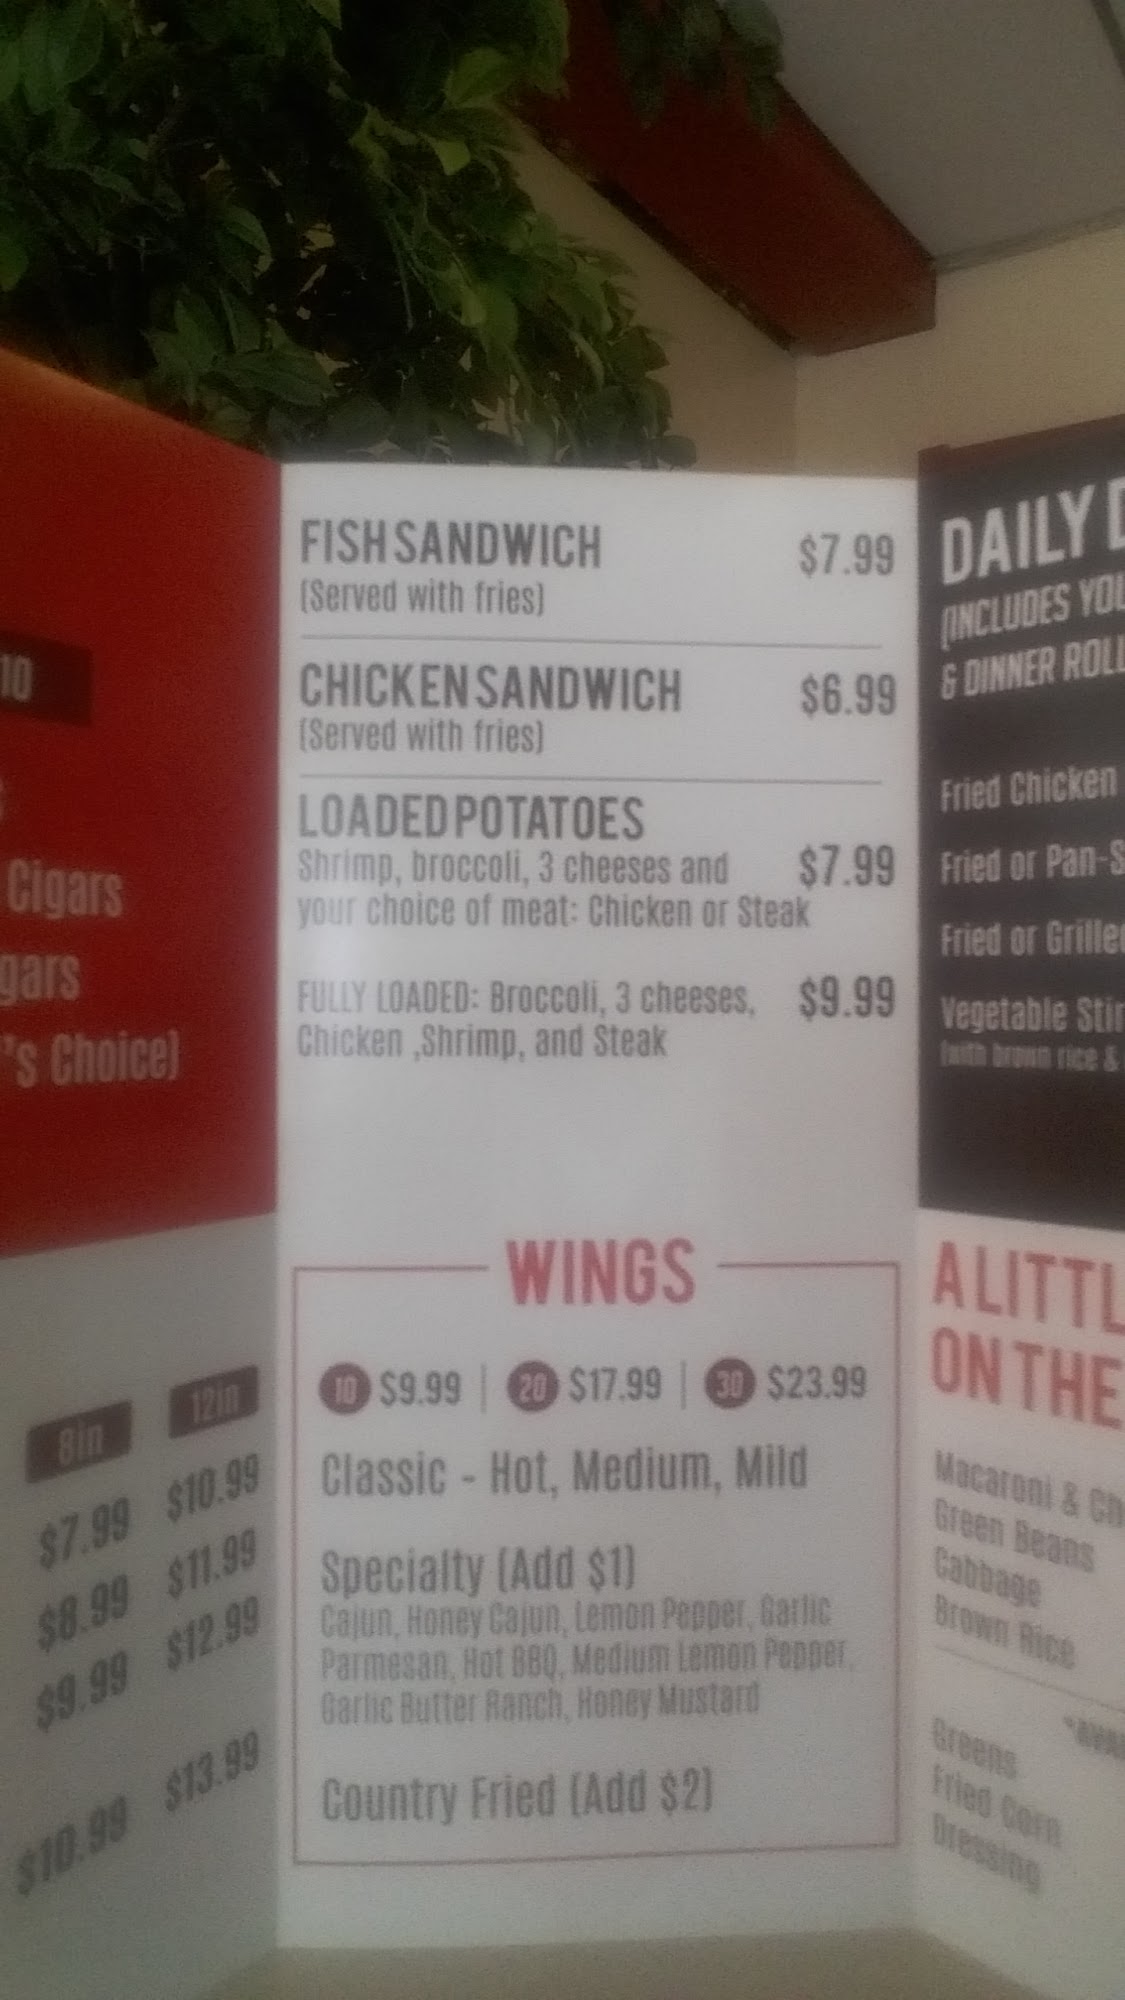 10
Cigars
gars
's Choice)
8in 12in
$7.99 $10.99
$8.99 $11.99
$9.99 $12.99
$10.99 $13.99
FISH SANDWICH $7.99
(Served with fries)
CHICKEN SANDWICH $6.99
(Served with fries)
LOADED POTATOES
Shrimp, broccoli, 3 cheeses and $7.99
your choice of meat: Chicken or Steak
FULLY LOADED: Broccoli, 3 cheeses, $9.99
Chicken ,Shrimp, and Steak
WINGS
10 $9.99 | 20 $17.99 | 30 $23.99
Classic - Hot, Medium, Mild
Specialty (Add $1)
Cajun, Honey Cajun, Lemon Pepper, Garlic
Parmesan, Hot BBQ, Medium Lemon Pepper,
Garlic Butter Ranch, Honey Mustard
Country Fried (Add $2)
DAILY D
(INCLUDES YOU
& DINNER ROLL
Fried Chicken
Fried or Pan-S
Fried or Grilled
Vegetable Stir
(with brown rice &
A LITTL
ON THE
Macaroni & Ch
Green Beans
Cabbage
Brown Rice
*AVA
Greens
Fried Corn
Dressing